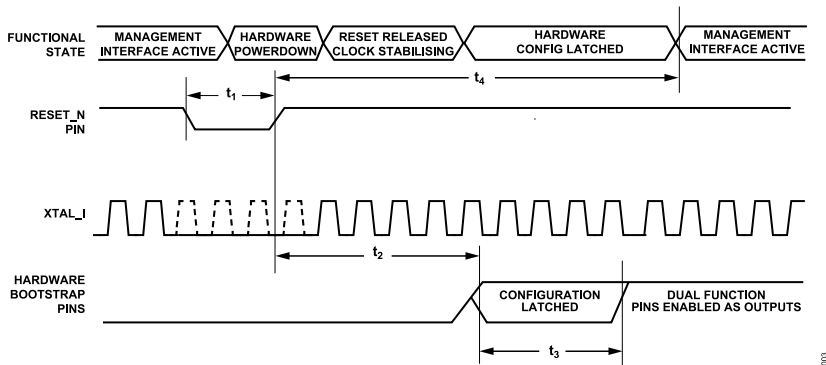 FUNCTIONAL
STATE
MANAGEMENT
INTERFACE ACTIVE
HARDWARE
POWERDOWN
RESET RELEASED
CLOCK STABILISING
HARDWARE
CONFIG LATCHED
MANAGEMENT
INTERFACE ACTIVE
t1
t4
RESET_N
PIN
XTAL_I
t2
HARDWARE
BOOTSTRAP
PINS
CONFIGURATION
LATCHED
DUAL FUNCTION
PINS ENABLED AS OUTPUTS
t3
003